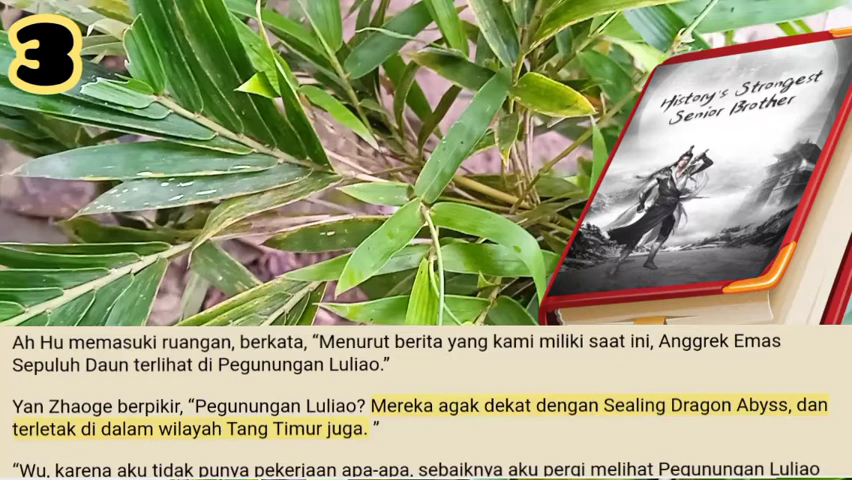 3
History's Strongest
Senior Brother
Ah Hu memasuki ruangan, berkata, “Menurut berita yang kami miliki saat ini, Anggrek Emas
Sepuluh Daun terlihat di Pegunungan Luliao.”
Yan Zhaoge berpikir, “Pegunungan Luliao? Mereka agak dekat dengan Sealing Dragon Abyss, dan
terletak di dalam wilayah Tang Timur juga. ”
“Wu, karena aku tidak punya pekerjaan apa-apa, sebaiknya aku pergi melihat Pegunungan Luliao